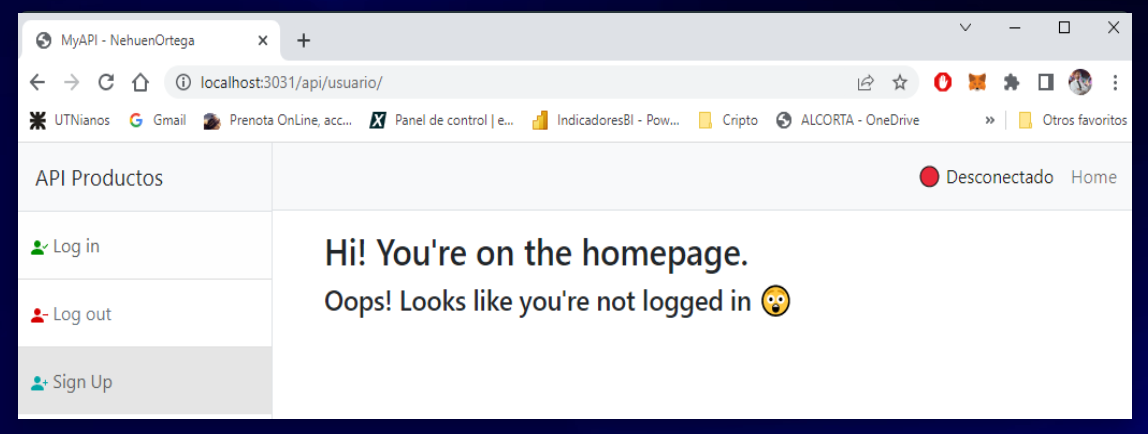 MyAPI - NehuenOrtega
localhost:3031/api/usuario/
UTNianos Gmail Prenota OnLine, acc... Panel de control | e... IndicadoresBI - Pow... Cripto ALCORTA - OneDrive » Otros favoritos
API Productos
Desconectado Home
Log in
Log out
Sign Up
Hi! You're on the homepage.
Oops! Looks like you're not logged in 😲